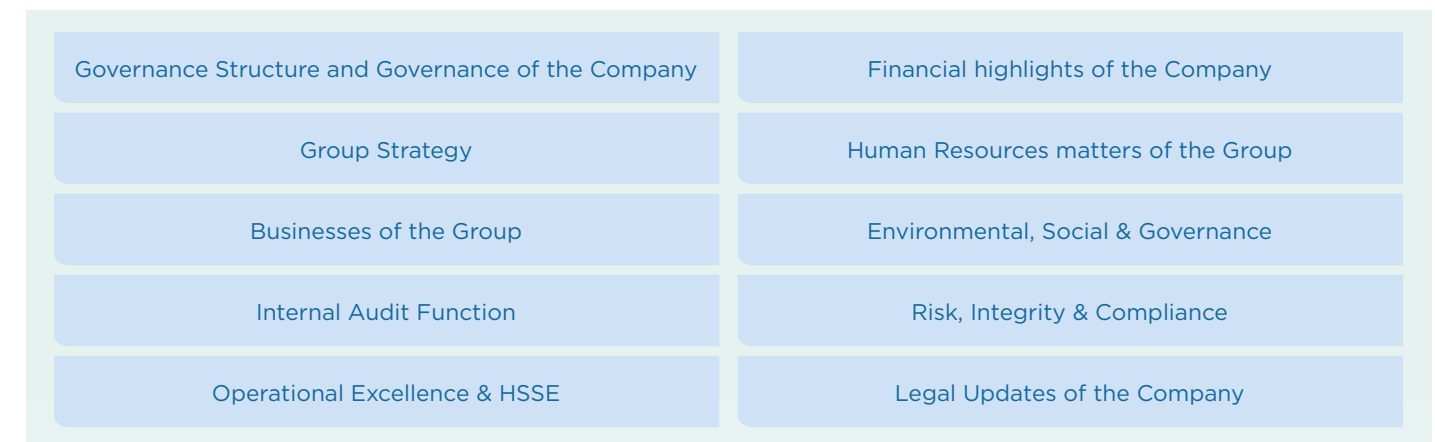 Governance Structure and Governance of the Company
Financial highlights of the Company
Group Strategy
Human Resources matters of the Group
Businesses of the Group
Environmental, Social & Governance
Internal Audit Function
Risk, Integrity & Compliance
Operational Excellence & HSSE
Legal Updates of the Company